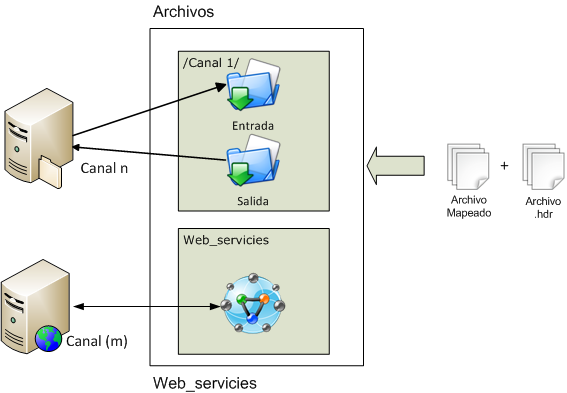 Archivos
/Canal 1/
Entrada
Salida
Canal n
Archivo
Mapeado
+
Archivo
.hdr
Web_servicies
Canal (m)
Web_servicies